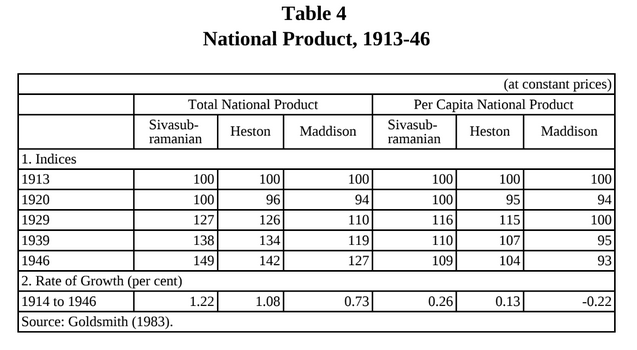 Table 4
National Product, 1913-46
(at constant prices)
Total National Product Per Capita National Product
Sivasub-
ramanian Heston Maddison Sivasub-
ramanian Heston Maddison
1. Indices
1913 100 100 100 100 100 100
1920 100 96 94 100 95 94
1929 127 126 110 116 115 100
1939 138 134 119 110 107 95
1946 149 142 127 109 104 93
2. Rate of Growth (per cent)
1914 to 1946 1.22 1.08 0.73 0.26 0.13 -0.22
Source: Goldsmith (1983).